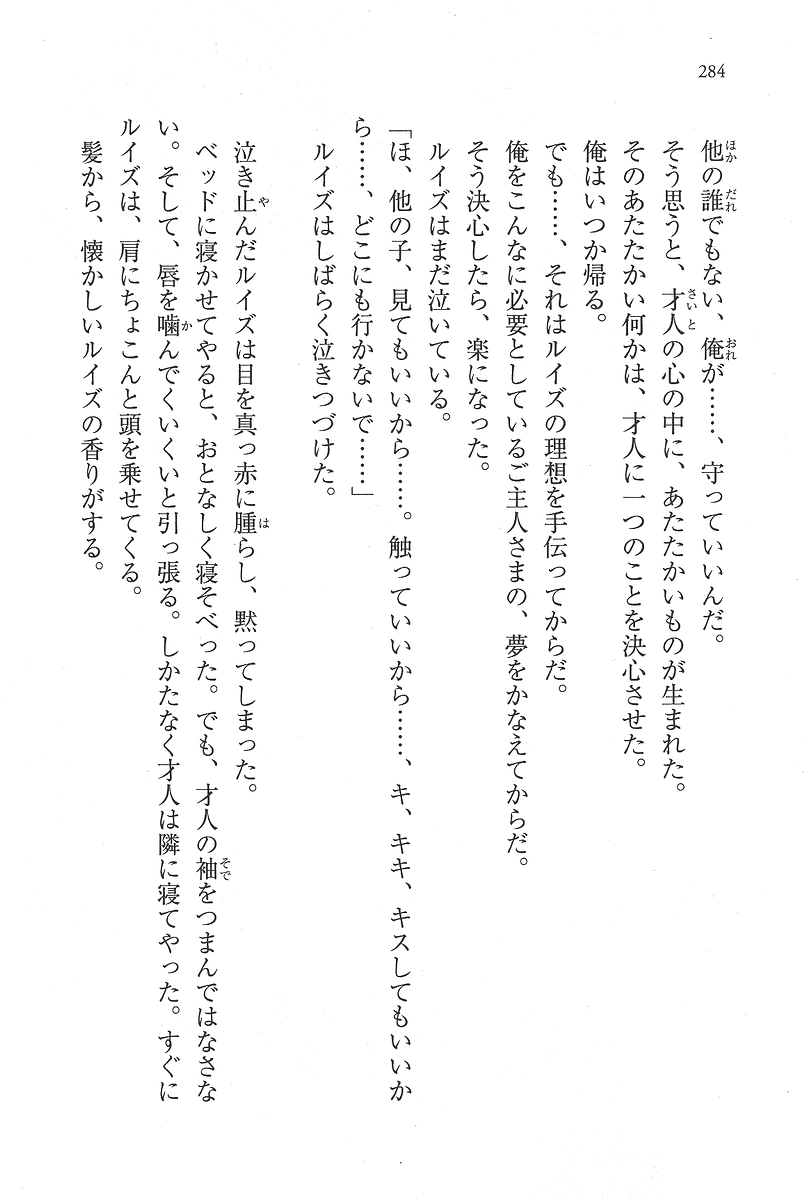 284
他の誰でもない、俺が……、守っていいんだ。
そう思うと、才人の心の中に、あたたかいものが生まれた。
そのあたたかい何かは、才人に一つのことを決心させた。
俺はいつか帰る。
でも……、それはルイズの理想を手伝ってからだ。
俺をこんなに必要としているご主人さまの、夢をかなえてからだ。
そう決心したら、楽になった。
ルイズはまだ泣いている。
「ほ、他の子、見てもいいから……。触っていいから……、キ、キキ、キスしてもいいか
ら……、どこにも行かないで……」
ルイズはしばらく泣きつづけた。
泣き止んだルイズは目を真っ赤に腫らし、黙ってしまった。
ベッドに寝かせてやると、おとなしく寝そべった。でも、才人の袖をつまんではなさな
い。そして、唇を噛んでくいくいと引っ張る。しかたなく才人は隣に寝てやった。すぐに
ルイズは、肩にちょこんと頭を乗せてくる。
髪から、懐かしいルイズの香りがする。